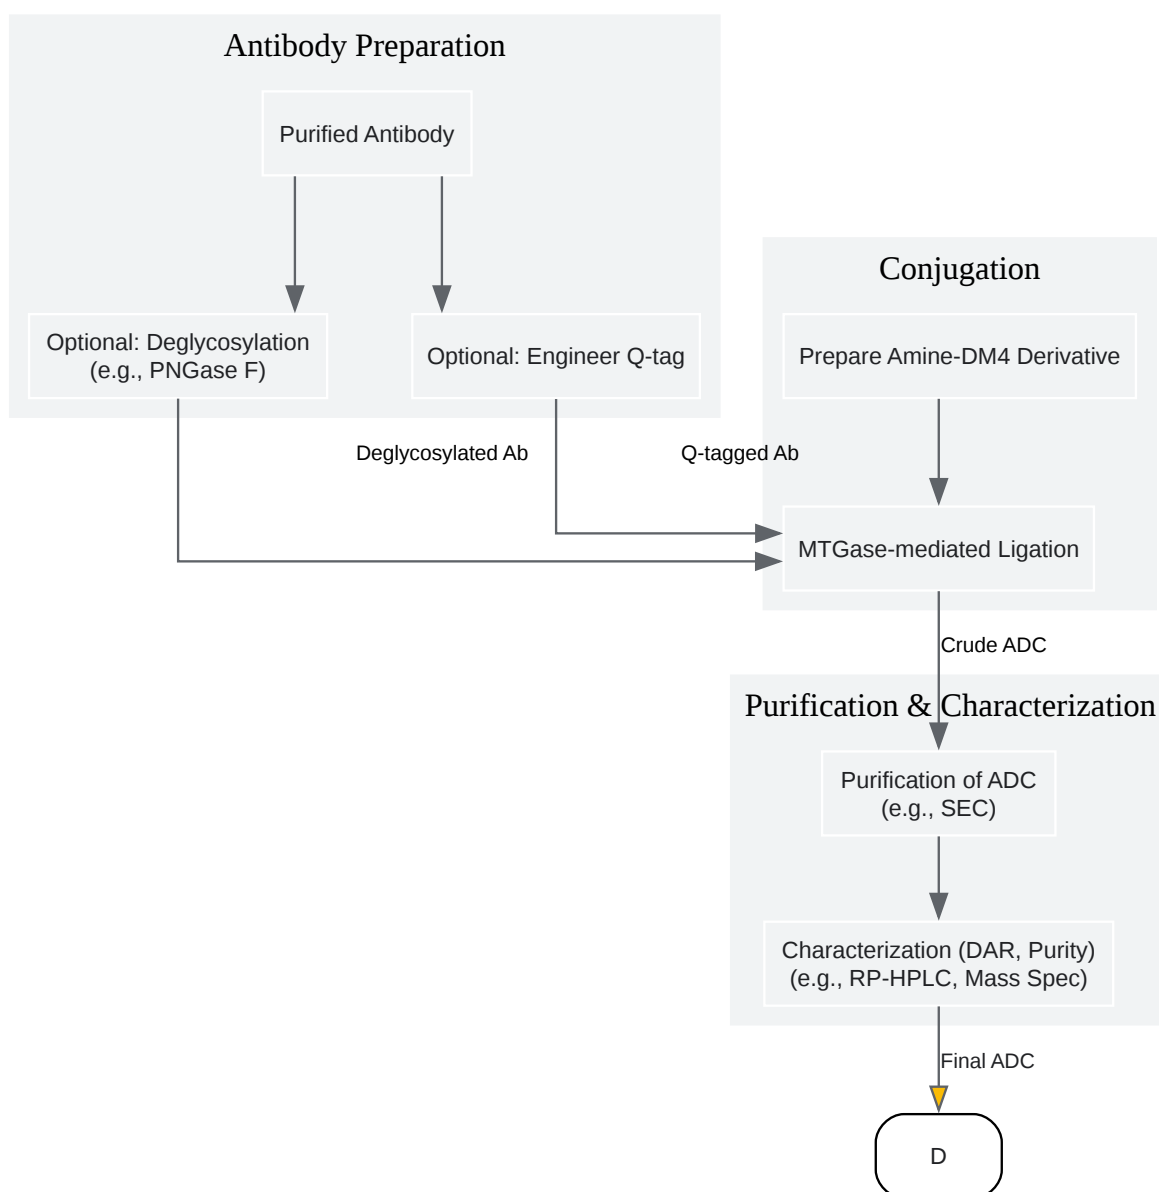 Antibody Preparation
Purified Antibody
Optional: Deglycosylation
(e.g., PNGase F)
Optional: Engineer Q-tag
Conjugation
Prepare Amine-DM4 Derivative
Deglycosylated Ab
Q-tagged Ab
MTGase-mediated Ligation
Crude ADC
Purification & Characterization
Purification of ADC
(e.g., SEC)
Characterization (DAR, Purity)
(e.g., RP-HPLC, Mass Spec)
Final ADC
D